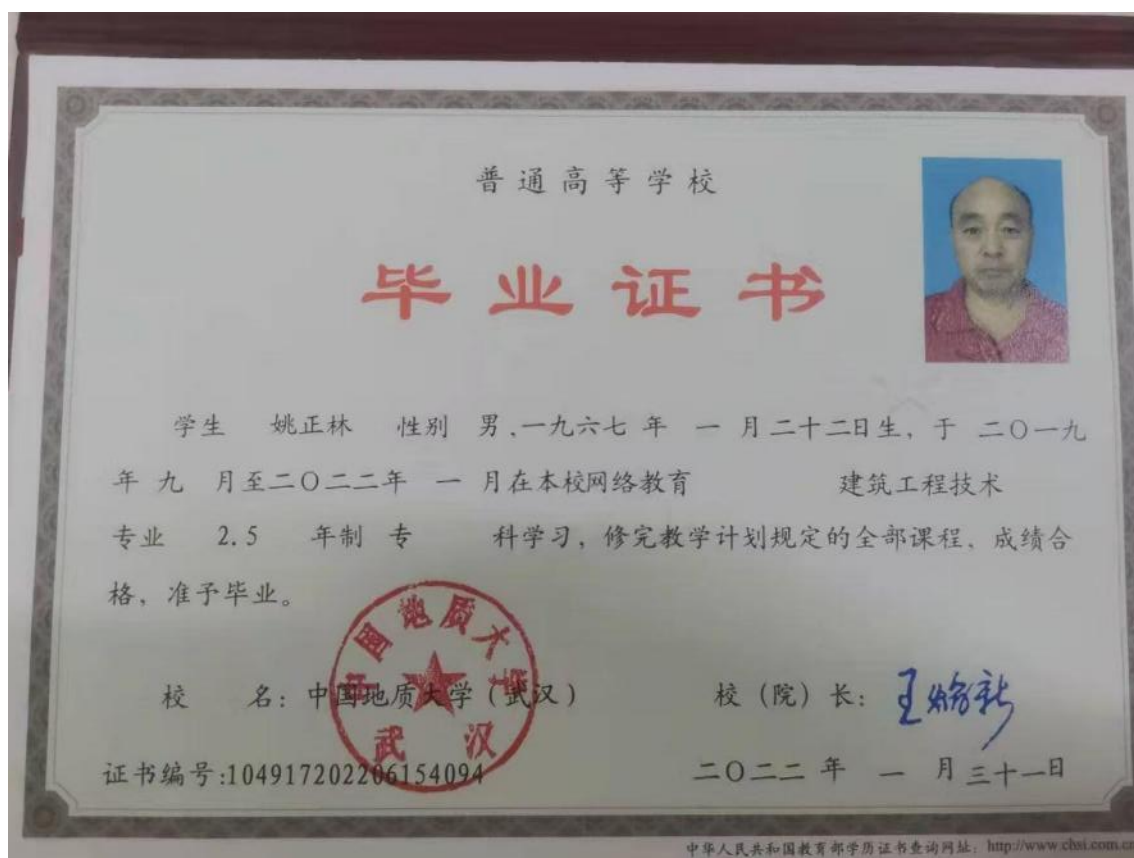 普通高等学校
毕业证书
学生 姚正林 性别 男,一九六七 年 一 月二十二日生, 于 二〇一九
年 九 月至二〇二二年 一 月在本校网络教育 建筑工程技术
专业 2.5 年制 专 科学习, 修完教学计划规定的全部课程、成绩合
格, 准予毕业。
中国地质大学
武汉
校 名: 中国地质大学 (武汉) 校 (院) 长:
证书编号:104917202206154094 二〇二二 年 一 月三十一日
中华人民共和国教育部学历证书查询网址: http://www.chsi.com.cn